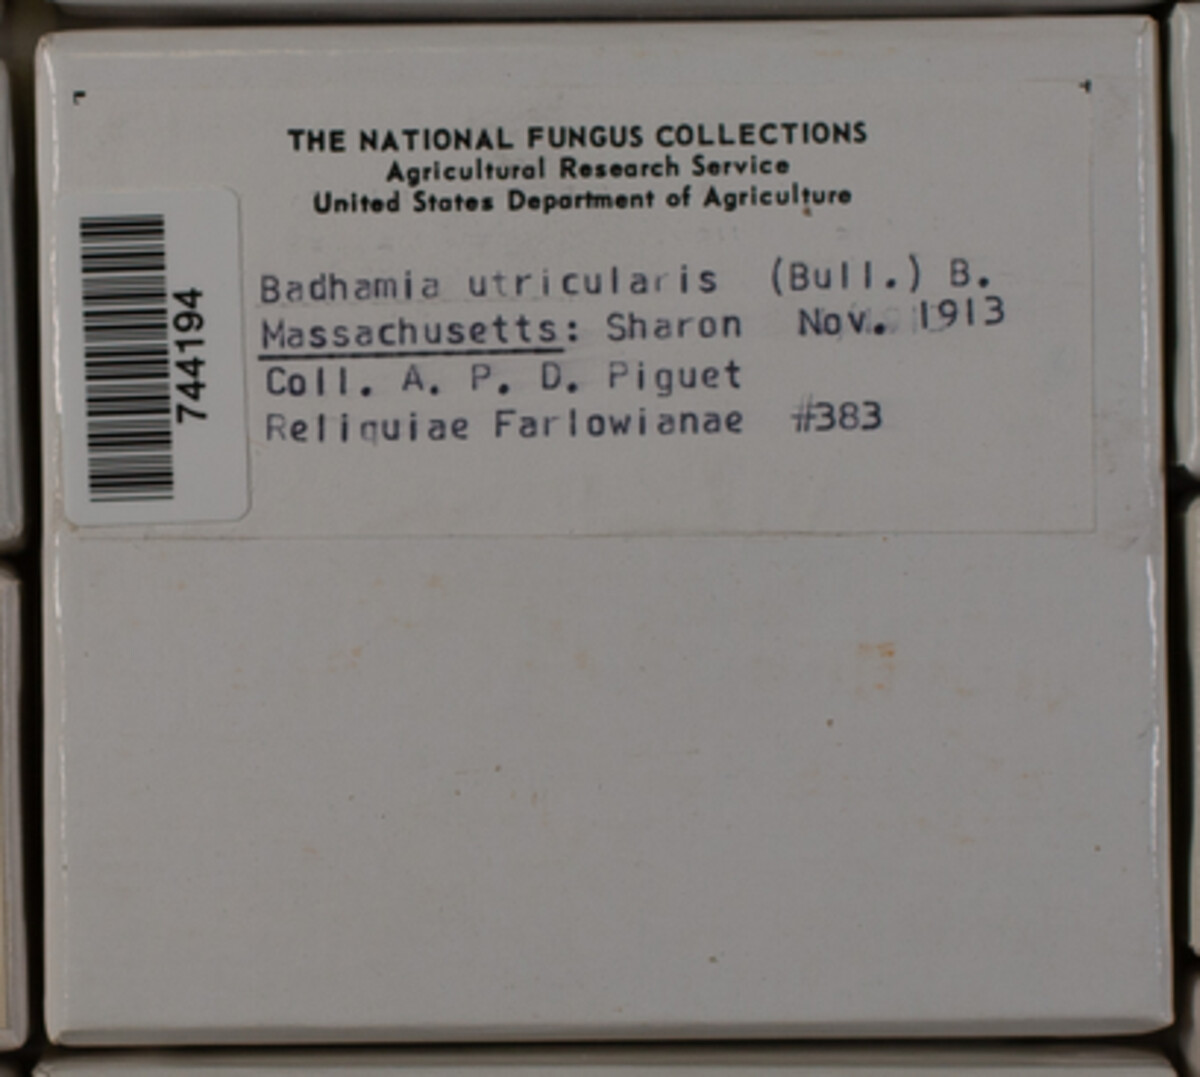 THE NATIONAL FUNGUS COLLECTIONS
Agricultural Research Service
United States Department of Agriculture
744194
Badhamia utricularis (Bull.) B.
Massachusetts: Sharon Nov. 1913
Coll. A. P. D. Piguet
Reliquiae Farlowianae #383